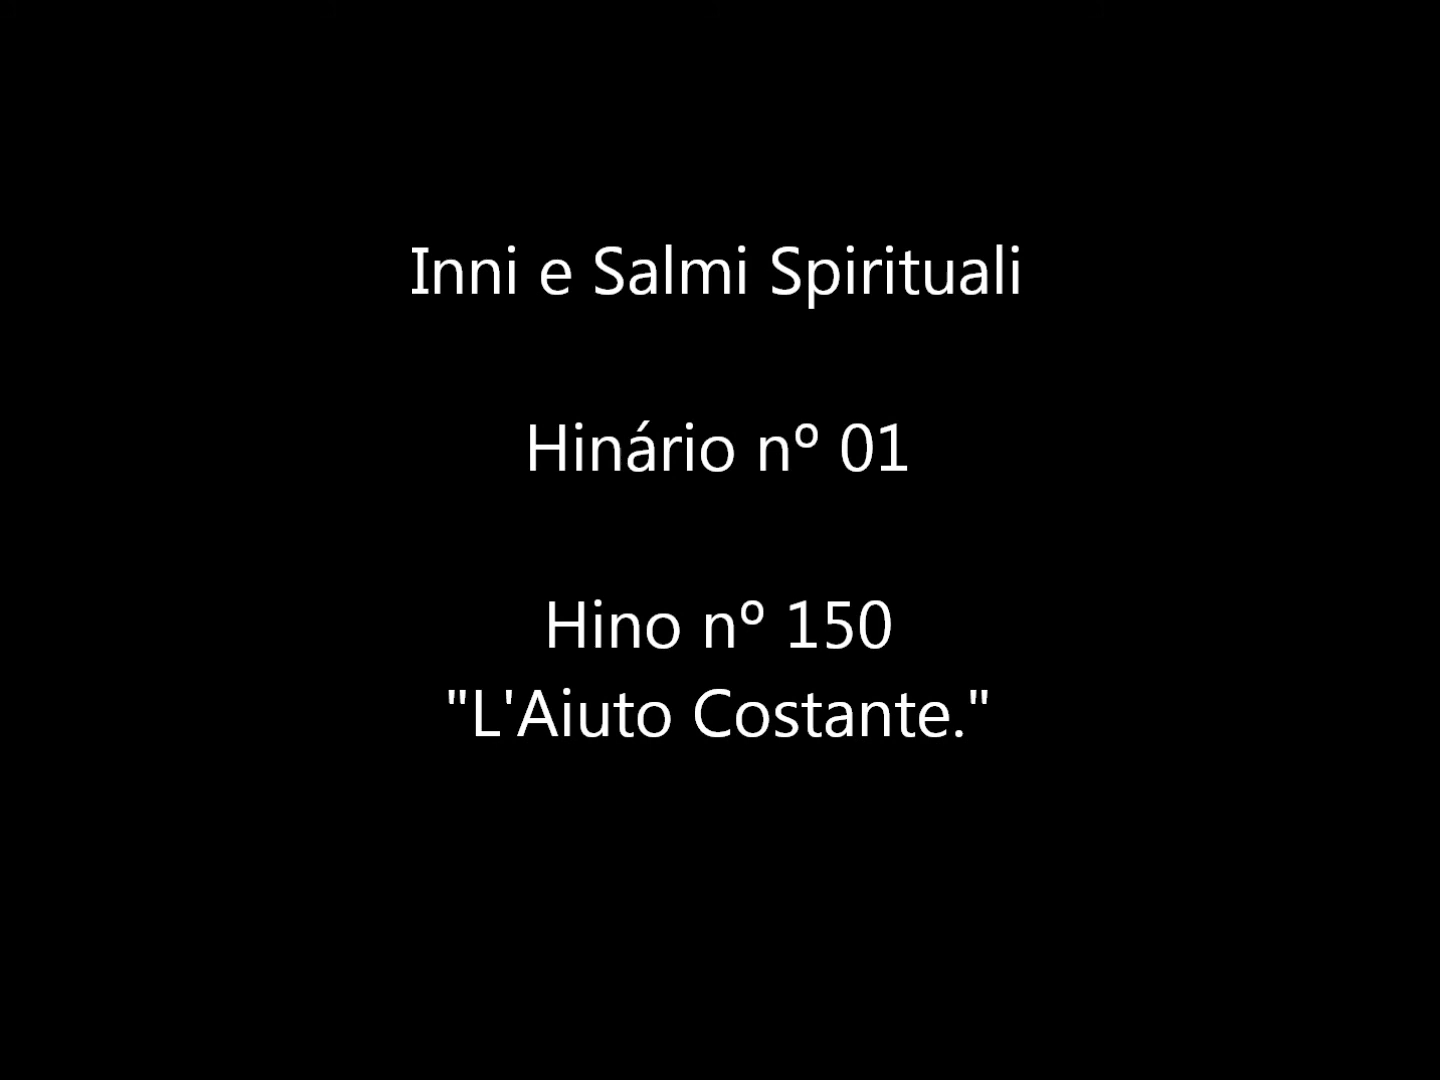 Inni e Salmi Spirituali
Hinário nº 01
Hino nº 150
"L'Aiuto Costante."